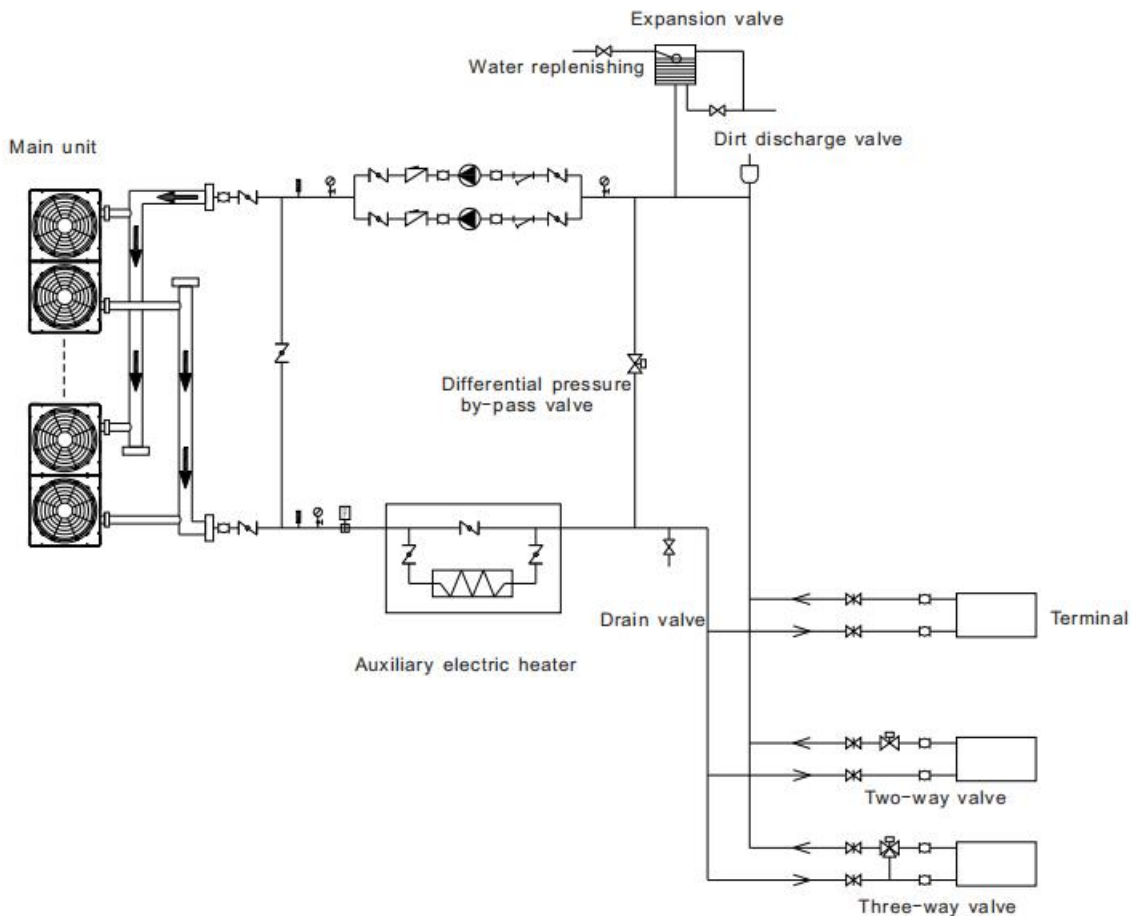 Expansion valve
Water replenishing
Dirt discharge valve
Main unit
Differential pressure
by-pass valve
Drain valve
Terminal
Auxiliary electric heater
Two-way valve
Three-way valve